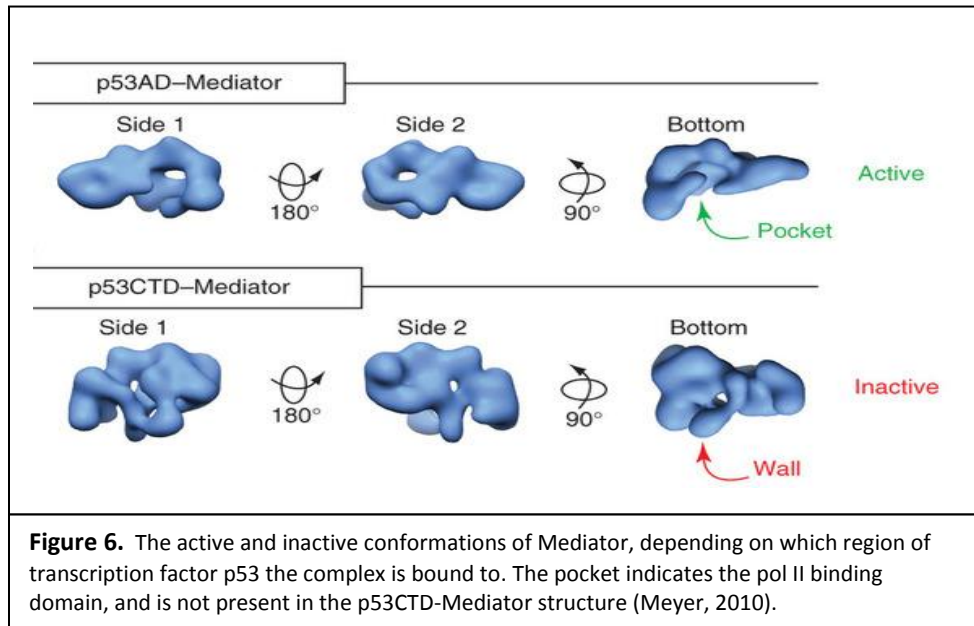 p53AD–Mediator
Side 1
Side 2
Bottom
180°
90°
Active
Pocket
p53CTD–Mediator
Side 1
Side 2
Bottom
180°
90°
Inactive
Wall
Figure 6. The active and inactive conformations of Mediator, depending on which region of
transcription factor p53 the complex is bound to. The pocket indicates the pol II binding
domain, and is not present in the p53CTD-Mediator structure (Meyer, 2010).